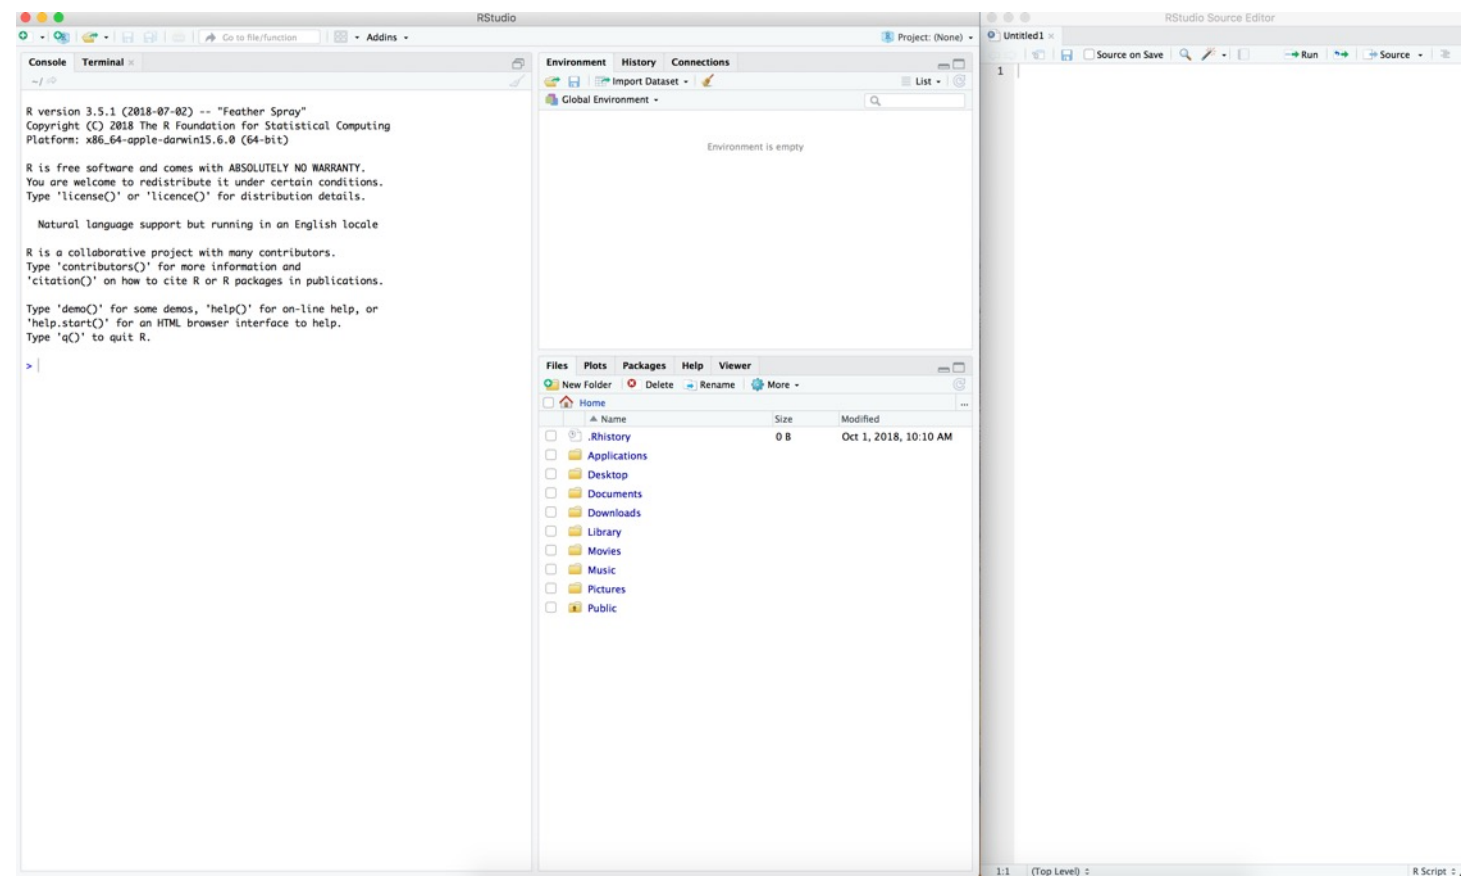 RStudio
Go to file/function
Addins
Project: (None)
Console Terminal
~/
R version 3.5.1 (2018-07-02) -- "Feather Spray"
Copyright (C) 2018 The R Foundation for Statistical Computing
Platform: x86_64-apple-darwin15.6.0 (64-bit)
R is free software and comes with ABSOLUTELY NO WARRANTY.
You are welcome to redistribute it under certain conditions.
Type 'license()' or 'licence()' for distribution details.
Natural language support but running in an English locale
R is a collaborative project with many contributors.
Type 'contributors()' for more information and
'citation()' on how to cite R or R packages in publications.
Type 'demo()' for some demos, 'help()' for on-line help, or
'help.start()' for an HTML browser interface to help.
Type 'q()' to quit R.
>
Environment History Connections
Import Dataset List
Global Environment
Environment is empty
Files Plots Packages Help Viewer
New Folder Delete Rename More
Home ...
Name Size Modified
.Rhistory 0 B Oct 1, 2018, 10:10 AM
Applications
Desktop
Documents
Downloads
Library
Movies
Music
Pictures
Public
RStudio Source Editor
Untitled1
Source on Save Run Source
1
1:1 (Top Level) R Script